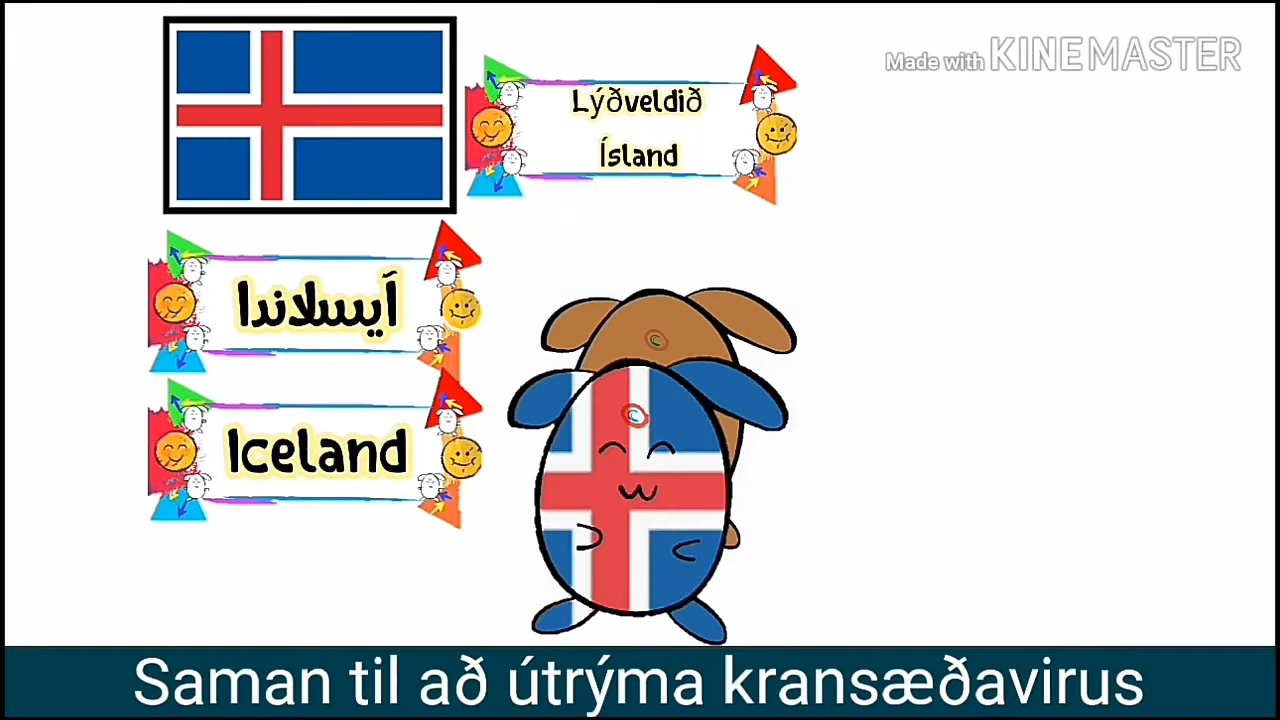 Made with KINEMASTER
Lýðveldið
Ísland
آيسلاندا
Iceland
Saman til að útrýma kransæðavirus